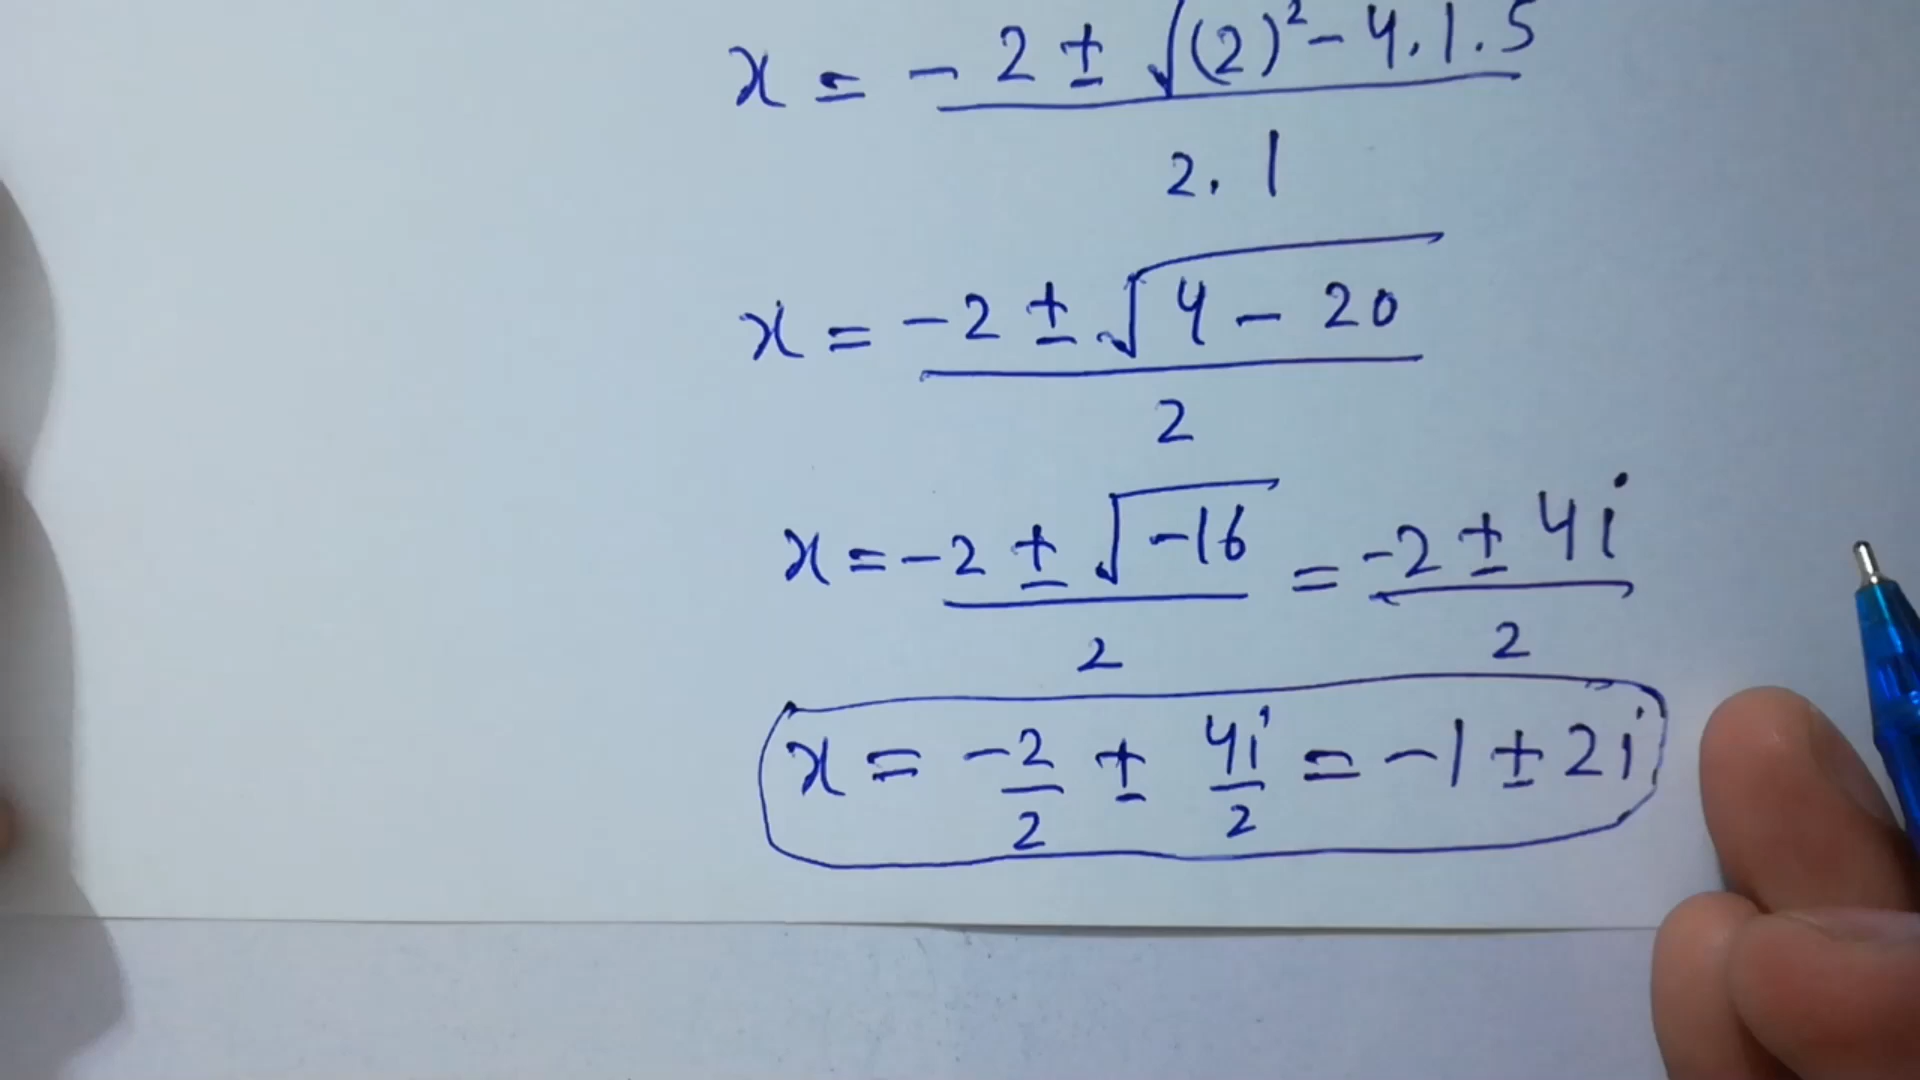 x = -2 ± √(2)² - 4.1.5
2.1
x = -2 ± √4 - 20
2
x = -2 ± √-16 = -2 ± 4i
2 2
x = -2/2 ± 4i/2 = -1 ± 2i